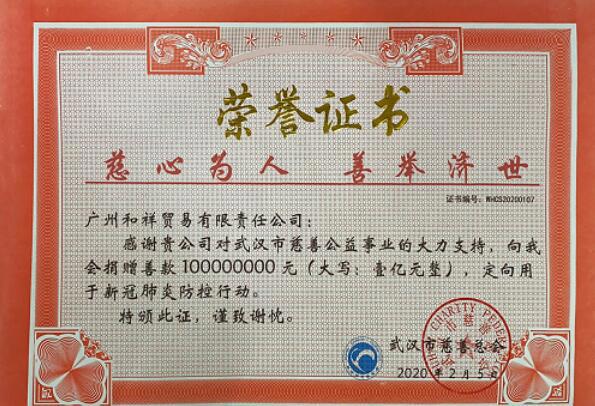 荣誉证书
慈心为人 善举济世
证书编号：WHCS20200107
广州和祥贸易有限责任公司：
感谢贵公司对武汉市慈善公益事业的大力支持，向我
会捐赠善款100000000元（大写：壹亿元整），定向用
于新冠肺炎防控行动。
特颁此证，谨致谢忱。
武汉市慈善总会
2020年2月5日